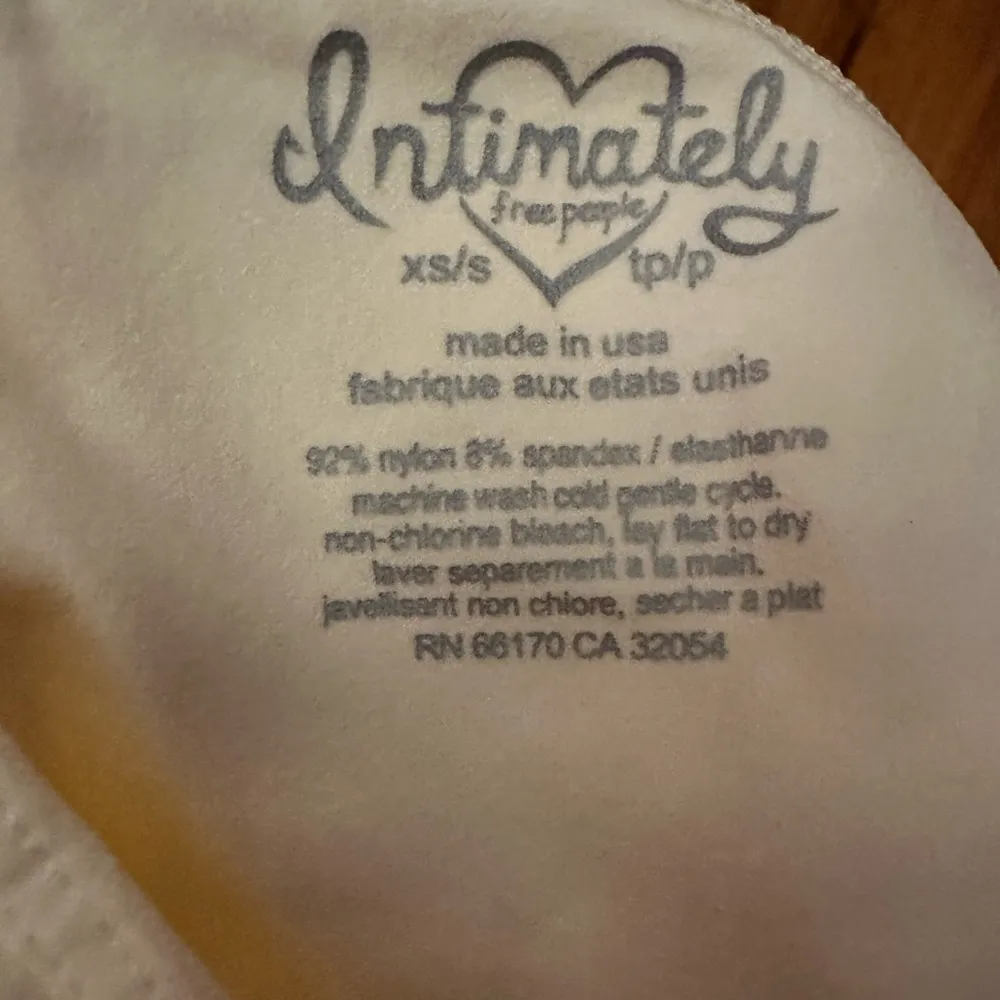 Intimately
free people
xs/s tp/p
made in usa
fabrique aux etats unis
92% nylon 8% spandex / elasthanne
machine wash cold gentle cycle.
non-chlorine bleach, lay flat to dry
laver separement a la main.
javellisant non chlore, secher a plat
RN 66170 CA 32054